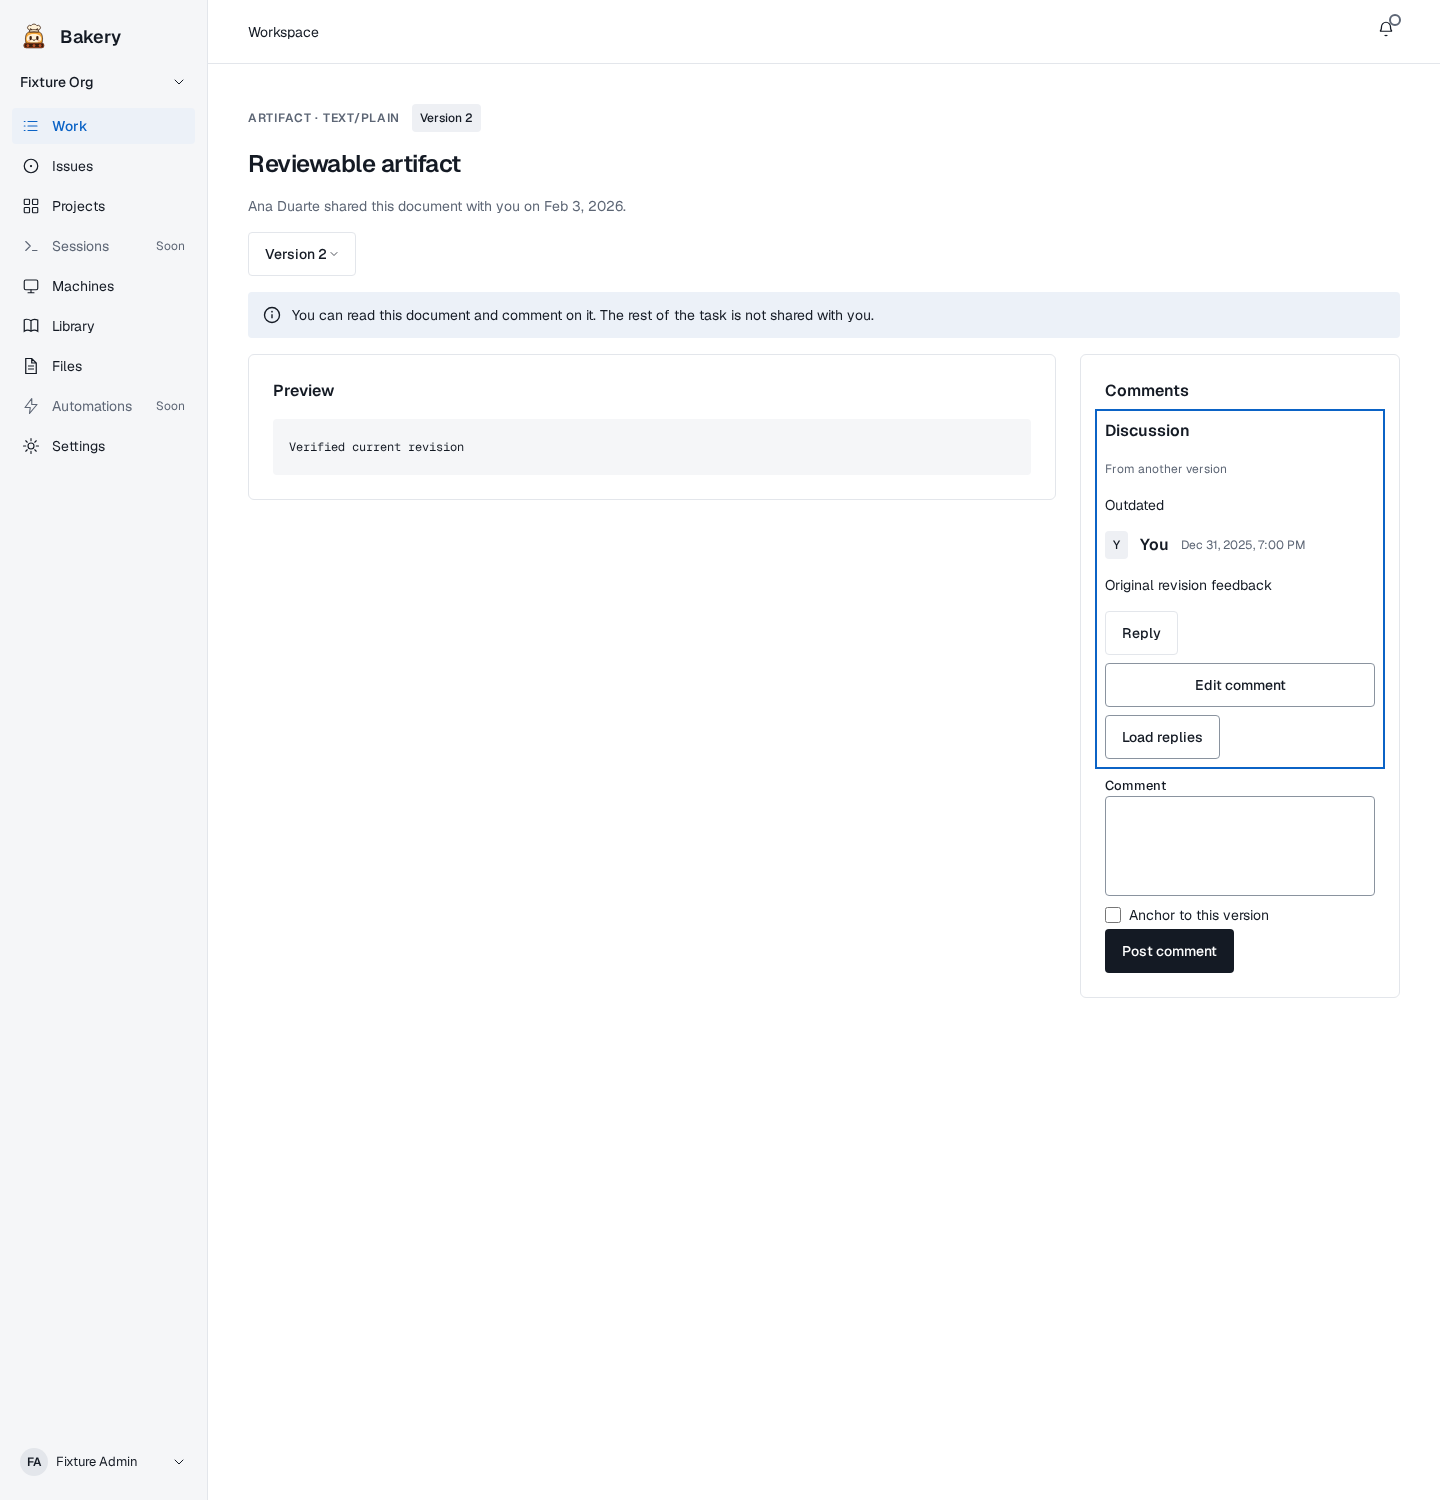 Bakery
Fixture Org
Work
Issues
Projects
Sessions Soon
Machines
Library
Files
Automations Soon
Settings
FA Fixture Admin
Workspace
ARTIFACT · TEXT/PLAIN Version 2
Reviewable artifact
Ana Duarte shared this document with you on Feb 3, 2026.
Version 2
You can read this document and comment on it. The rest of the task is not shared with you.
Preview
Verified current revision
Comments
Discussion
From another version
Outdated
Y You Dec 31, 2025, 7:00 PM
Original revision feedback
Reply
Edit comment
Load replies
Comment
Anchor to this version
Post comment